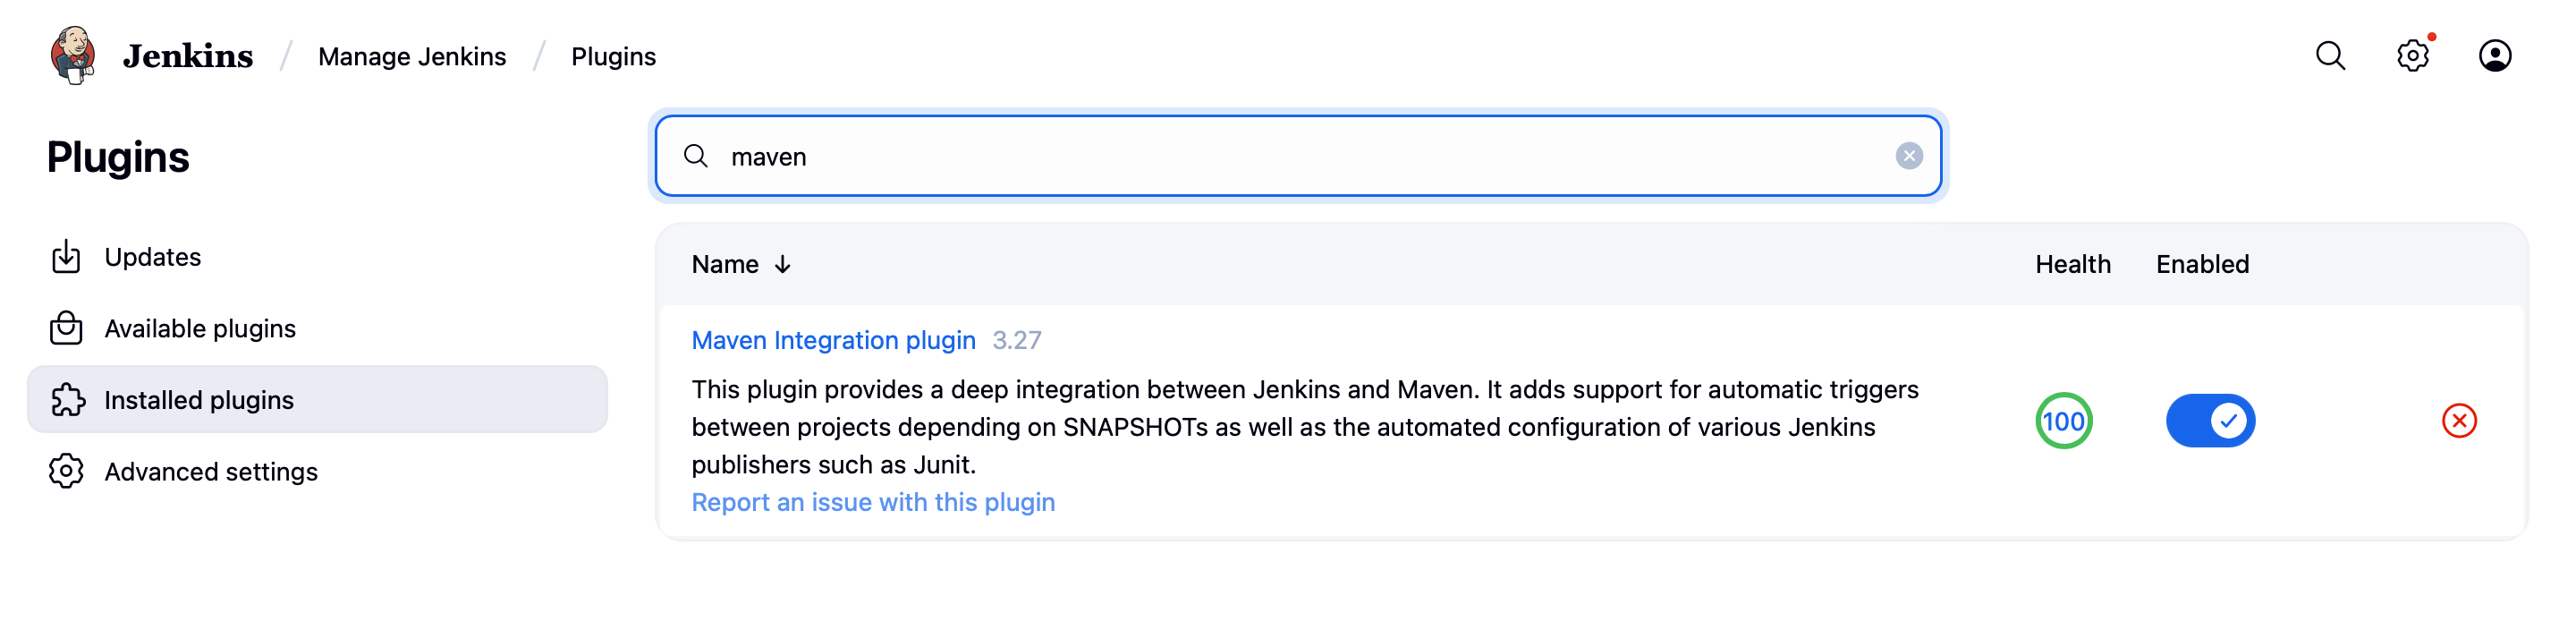 Jenkins / Manage Jenkins / Plugins
Plugins
maven
Updates
Available plugins
Installed plugins
Advanced settings
Name Health Enabled
Maven Integration plugin 3.27
This plugin provides a deep integration between Jenkins and Maven. It adds support for automatic triggers
between projects depending on SNAPSHOTs as well as the automated configuration of various Jenkins
publishers such as Junit.
Report an issue with this plugin
100